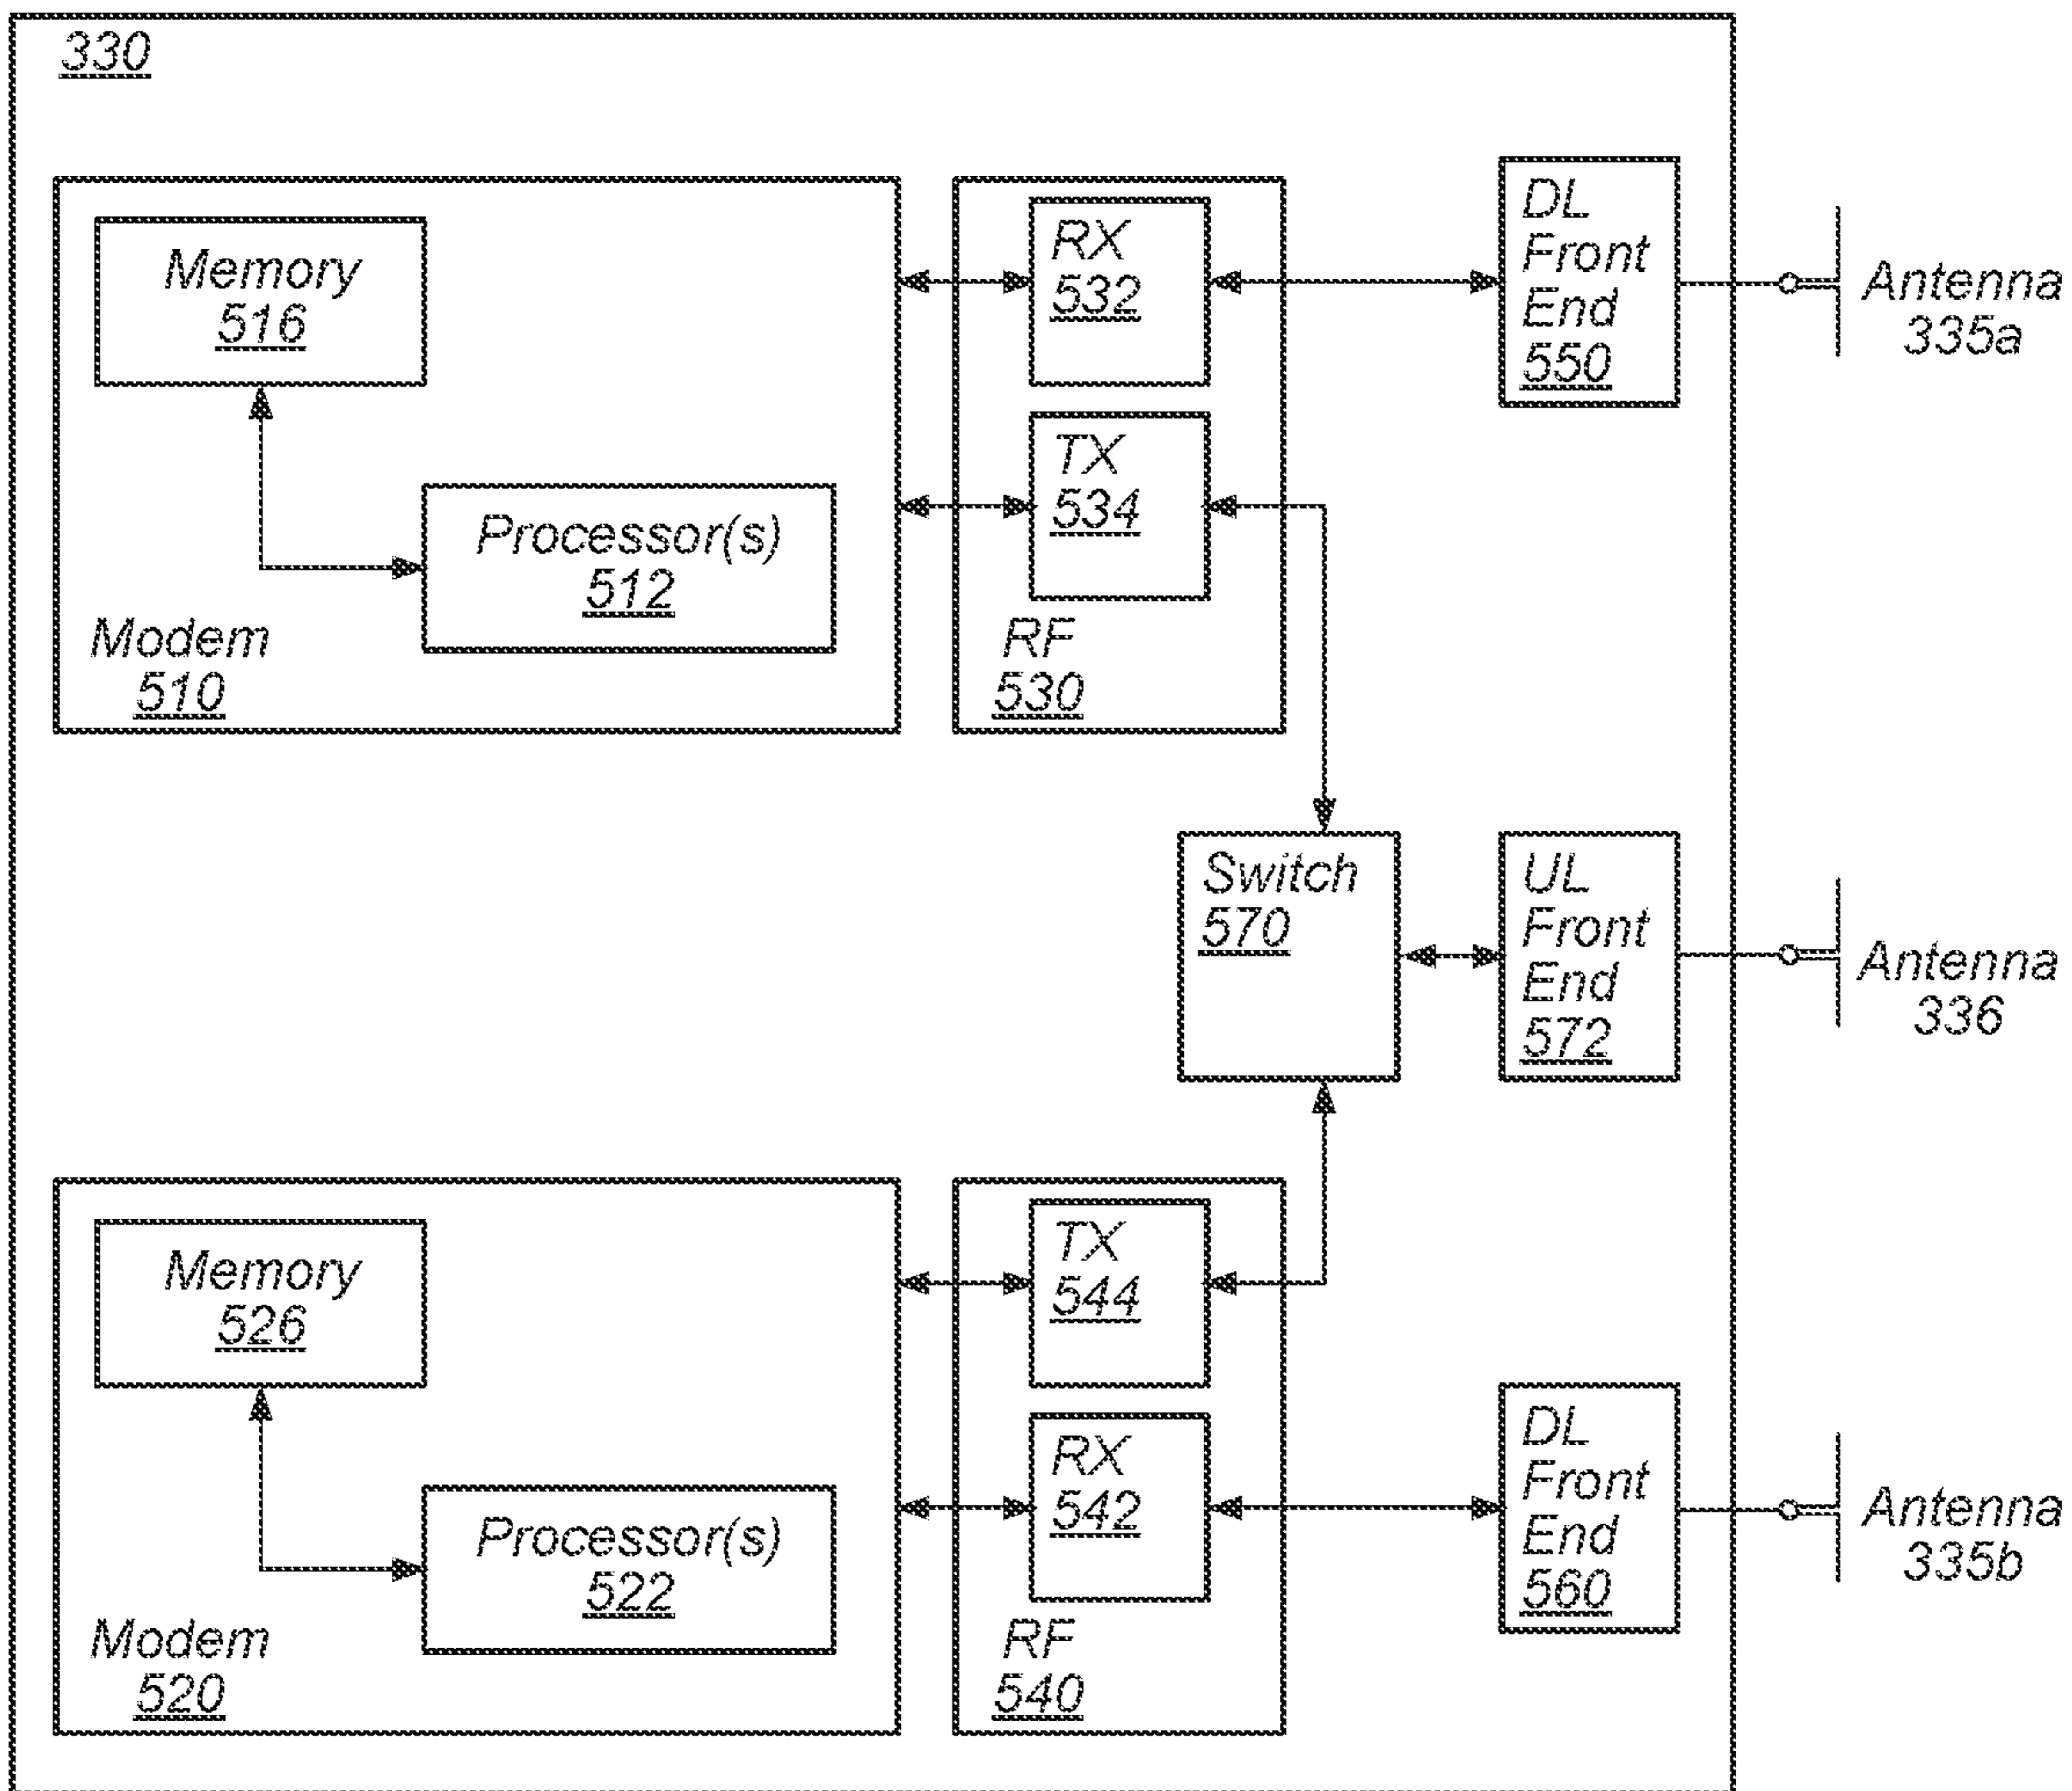 330
Memory
516
Processor(s)
512
Modem
510
RX
532
TX
534
RF
530
DL
Front
End
550
Antenna
335a
Switch
570
UL
Front
End
572
Antenna
336
Memory
526
Processor(s)
522
Modem
520
TX
544
RX
542
RF
540
DL
Front
End
560
Antenna
335b